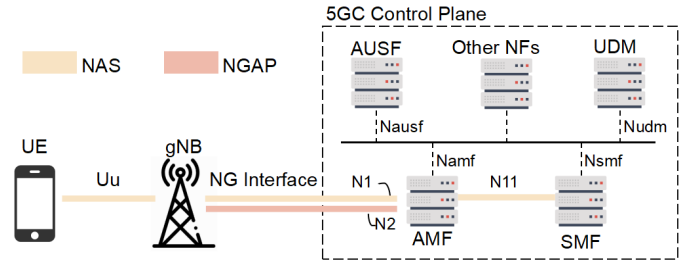 5GC Control Plane
NAS
NGAP
AUSF
Other NFs
UDM
Nausf
Nudm
UE
gNB
Namf
Nsmf
Uu
NG Interface
N1
N11
N2
AMF
SMF